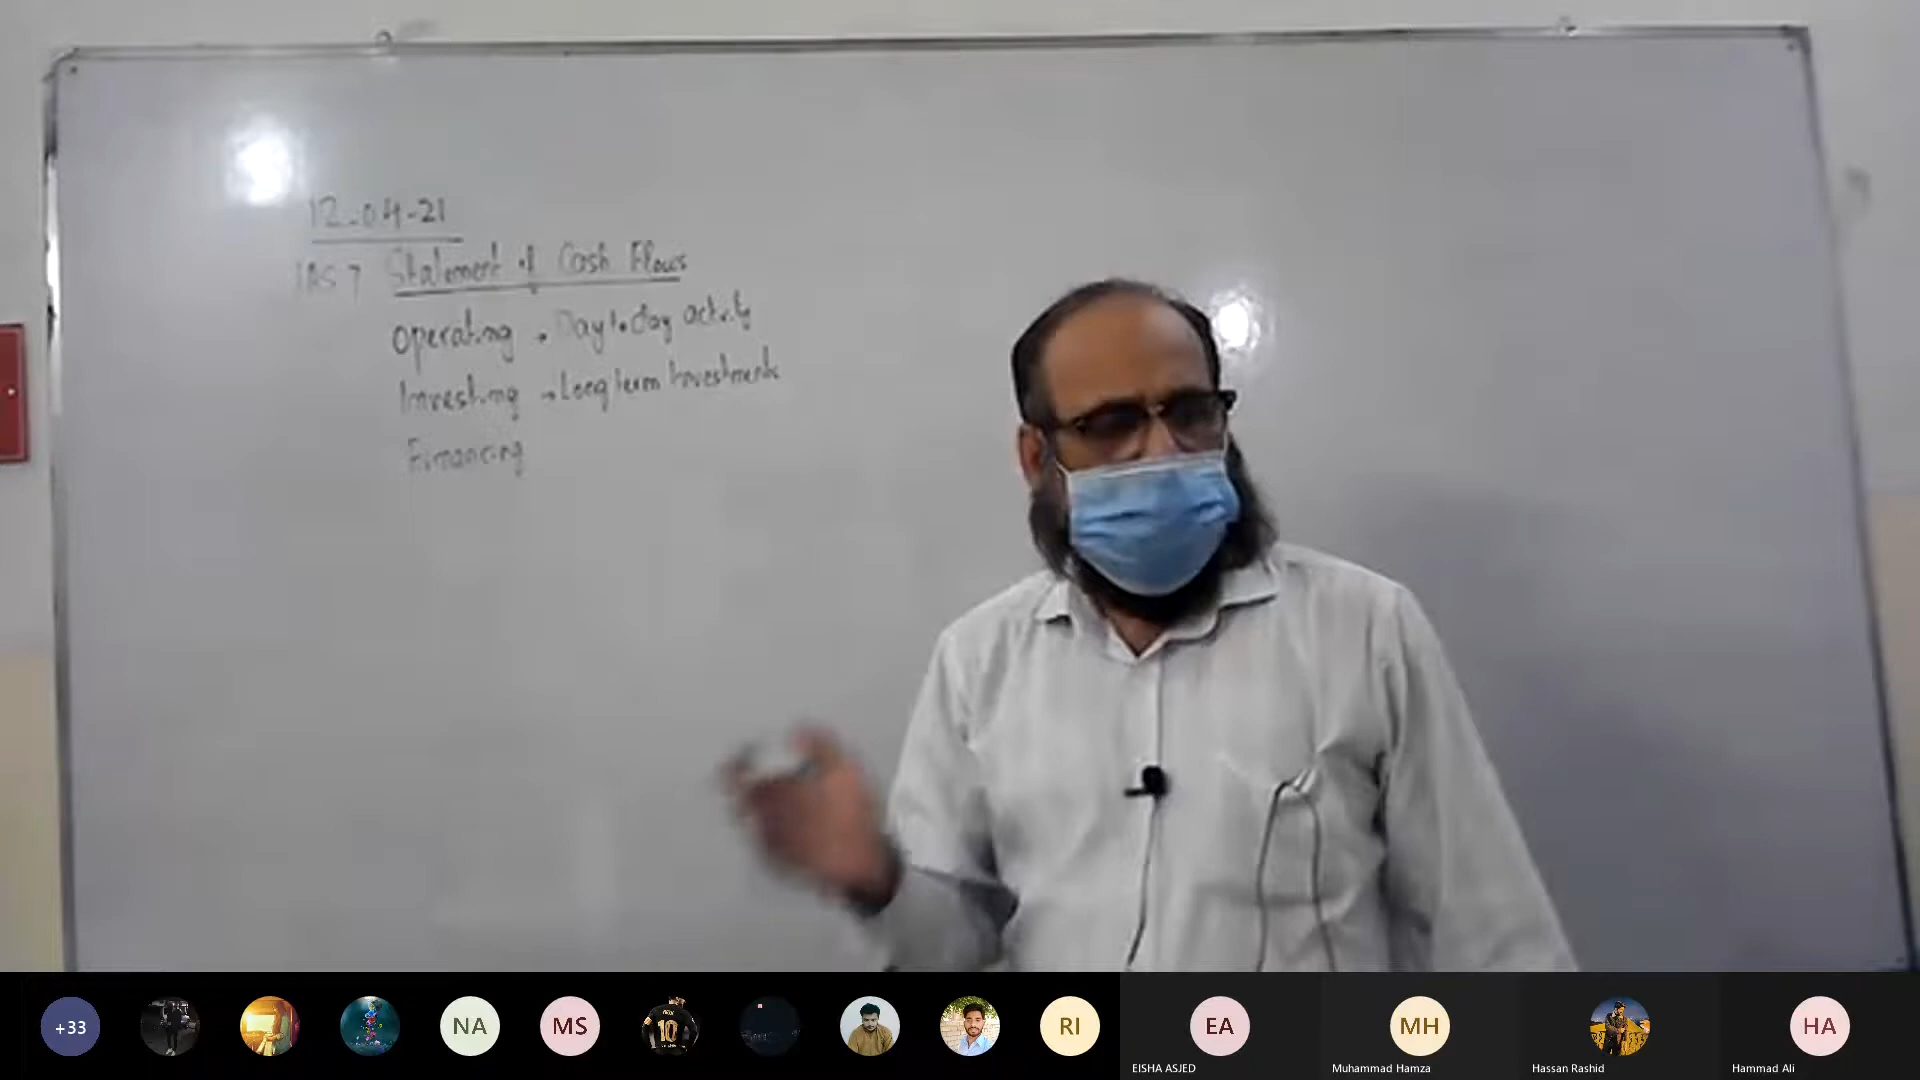 12-04-21
IAS 7 Statement of Cash Flows
Operating → Day to day activity
Investing → Long term Investments
Financing
+33
NA
MS
10
RI
EA
MH
HA
EISHA ASJED
Muhammad Hamza
Hassan Rashid
Hammad Ali